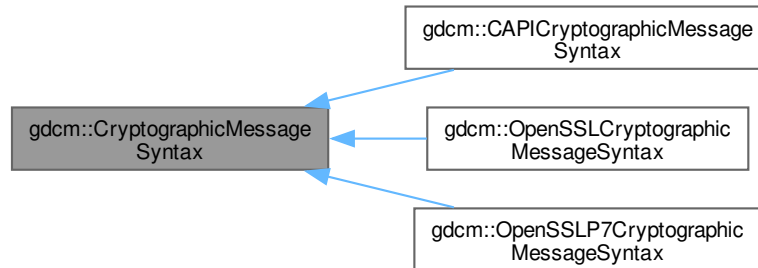 gdcm::CAPICryptographicMessage
Syntax
gdcm::CryptographicMessage
Syntax
gdcm::OpenSSLCryptographic
MessageSyntax
gdcm::OpenSSLP7Cryptographic
MessageSyntax